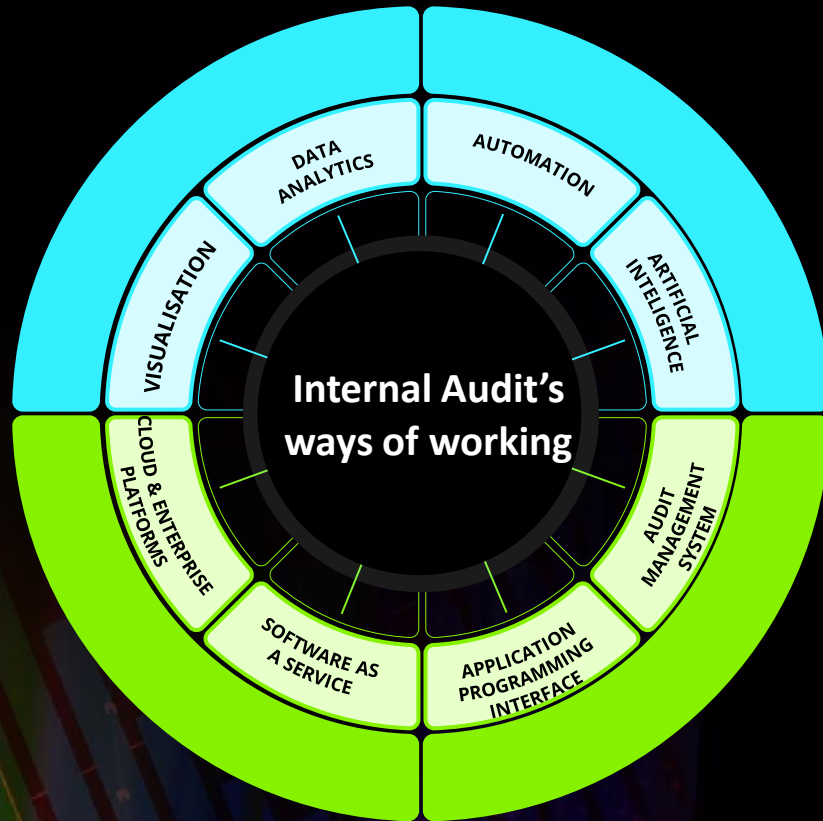 DATA
ANALYTICS
AUTOMATION
VISUALISATION
ARTIFICIAL
INTELIGENCE
Internal Audit’s
ways of working
CLOUD & ENTERPRISE
PLATFORMS
AUDIT
MANAGEMENT
SYSTEM
SOFTWARE AS
A SERVICE
APPLICATION
PROGRAMMING
INTERFACE